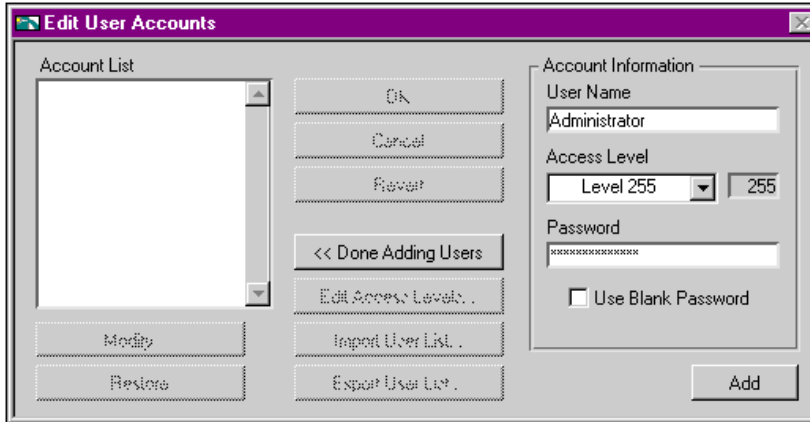 Edit User Accounts
Account List
OK
Cancel
Revert
<< Done Adding Users
Edit Access Levels...
Import User List...
Export User List...
Modify
Restore
Account Information
User Name
Administrator
Access Level
Level 255
255
Password
**************
Use Blank Password
Add